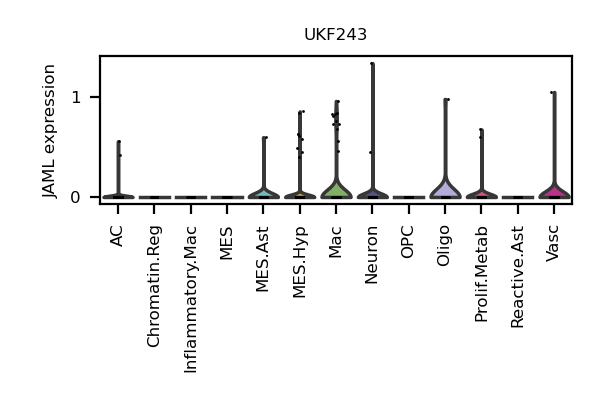 UKF243
JAML expression
1
0
AC
Chromatin.Reg
Inflammatory.Mac
MES
MES.Ast
MES.Hyp
Mac
Neuron
OPC
Oligo
Prolif.Metab
Reactive.Ast
Vasc